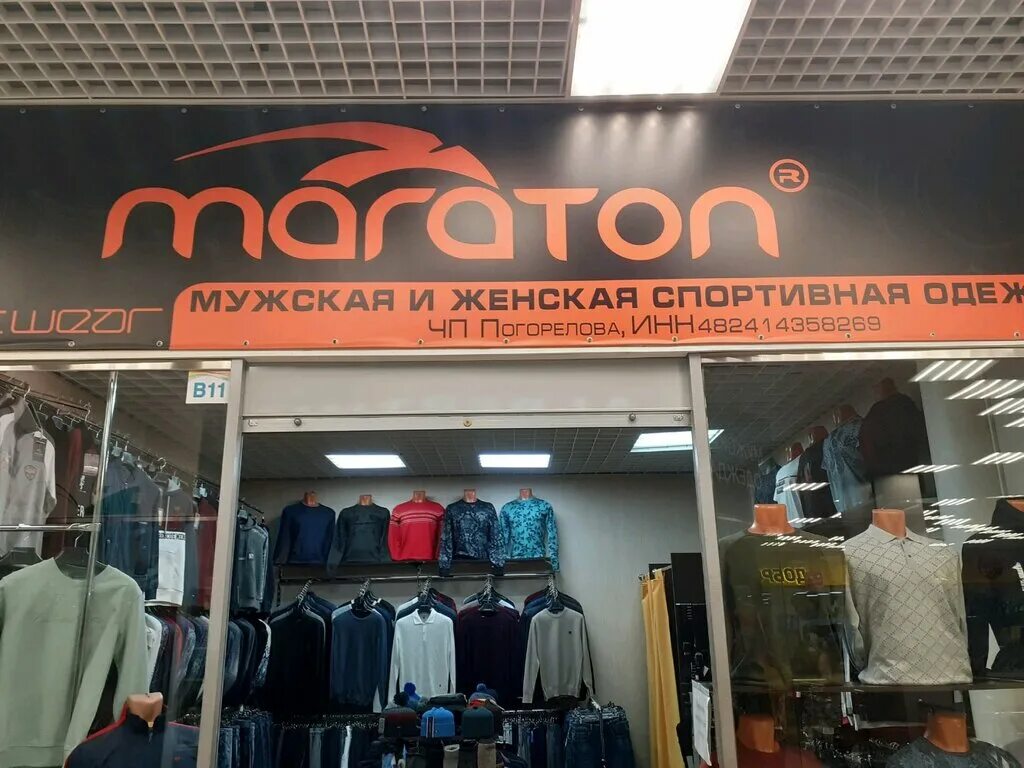 maraton®
МУЖСКАЯ И ЖЕНСКАЯ СПОРТИВНАЯ ОДЕЖ
wear
ЧП Погорелова, ИНН 482414358269
B11